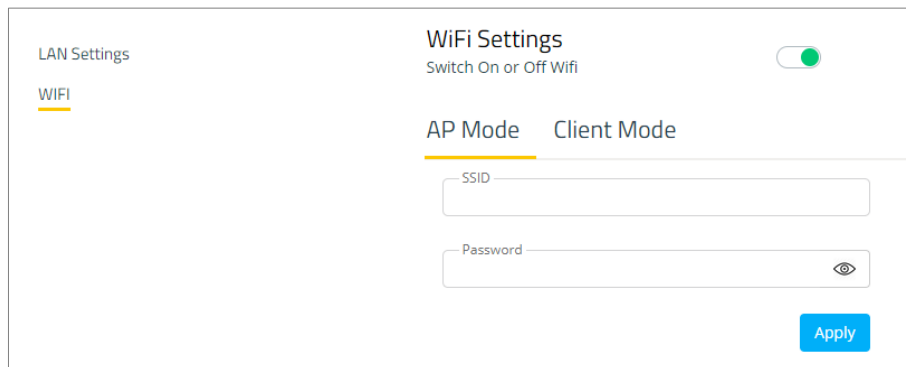 LAN Settings
WIFI
WiFi Settings
Switch On or Off Wifi
AP Mode Client Mode
SSID
Password
Apply